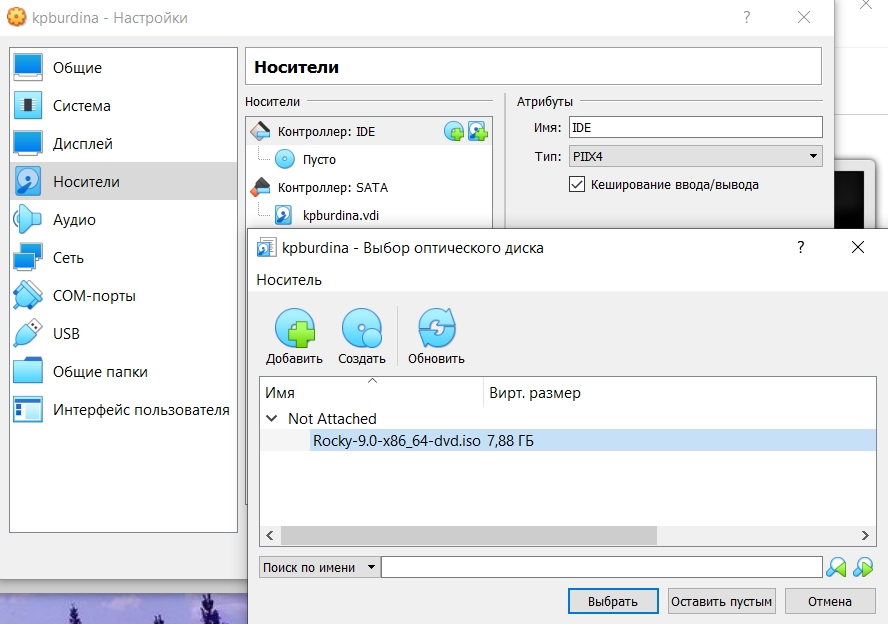 kpburdina - Настройки
?
Общие
Система
Дисплей
Носители
Аудио
Сеть
COM-порты
USB
Общие папки
Интерфейс пользователя
Носители
Носители
Контроллер: IDE
Пусто
Контроллер: SATA
kpburdina.vdi
Атрибуты
Имя: IDE
Тип: PIIX4
Кеширование ввода/вывода
kpburdina - Выбор оптического диска
?
Носитель
Добавить Создать Обновить
Имя Вирт. размер
Not Attached
Rocky-9.0-x86_64-dvd.iso 7,88 ГБ
Поиск по имени
Выбрать Оставить пустым Отмена